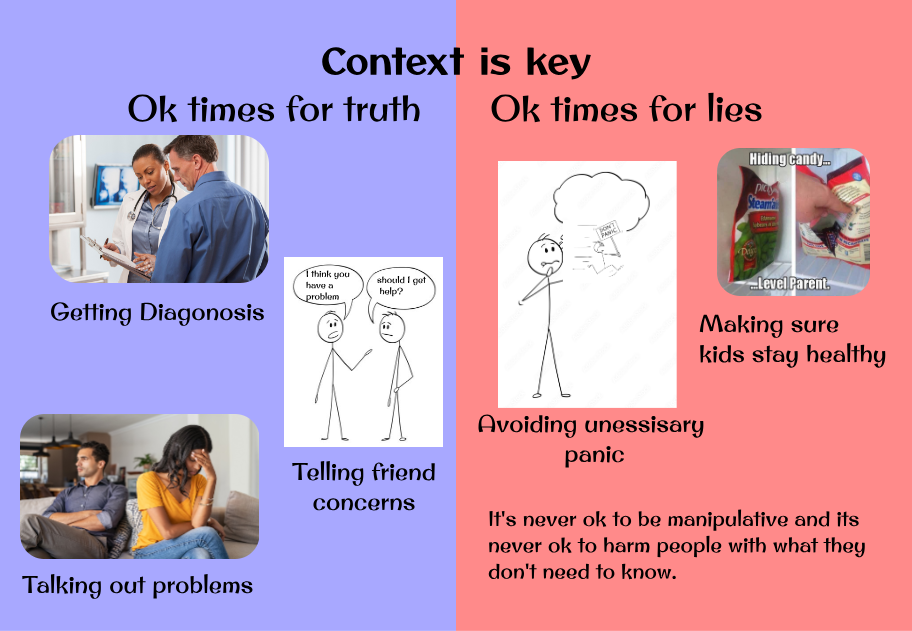 Context is key
Ok times for truth
Ok times for lies
Getting Diagonosis
I think you
have a
problem
should I get
help?
Telling friend
concerns
Talking out problems
DON'T
PANIC
Avoiding unessisary
panic
Hiding candy...
...Level Parent.
Making sure
kids stay healthy
It's never ok to be manipulative and its
never ok to harm people with what they
don't need to know.